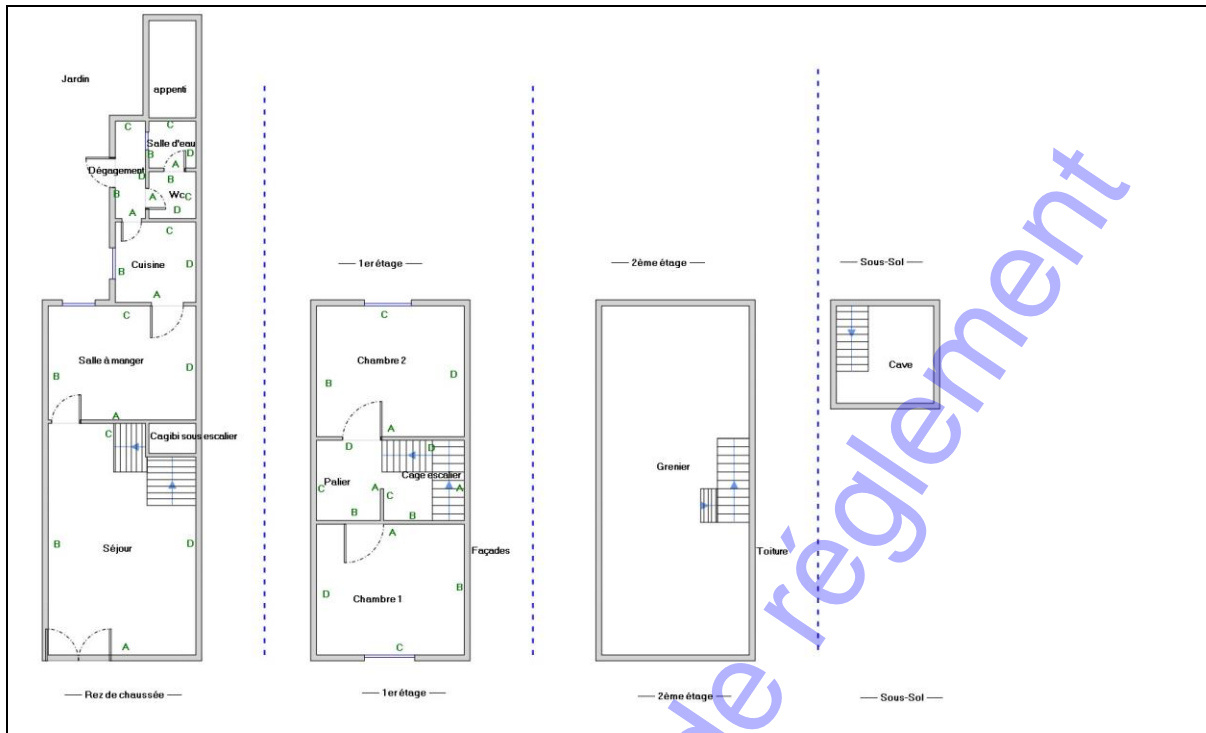 Jardin
appenti
C
C
Salle d'eau
B
D
A
Dégagement
D
B
B
Wc
A
C
D
A
C
Cuisine
B
D
A
C
Salle à manger
B
D
A
C
Cagibi sous escalier
B
Séjour
D
A
Rez de chaussée
1er étage
C
Chambre 2
B
D
A
D
D
Palier
Cage escalier
C
A
C
A
B
B
A
Façades
D
Chambre 1
B
C
1er étage
2ème étage
Grenier
Toiture
2ème étage
Sous-Sol
Cave
Sous-Sol
de réglement